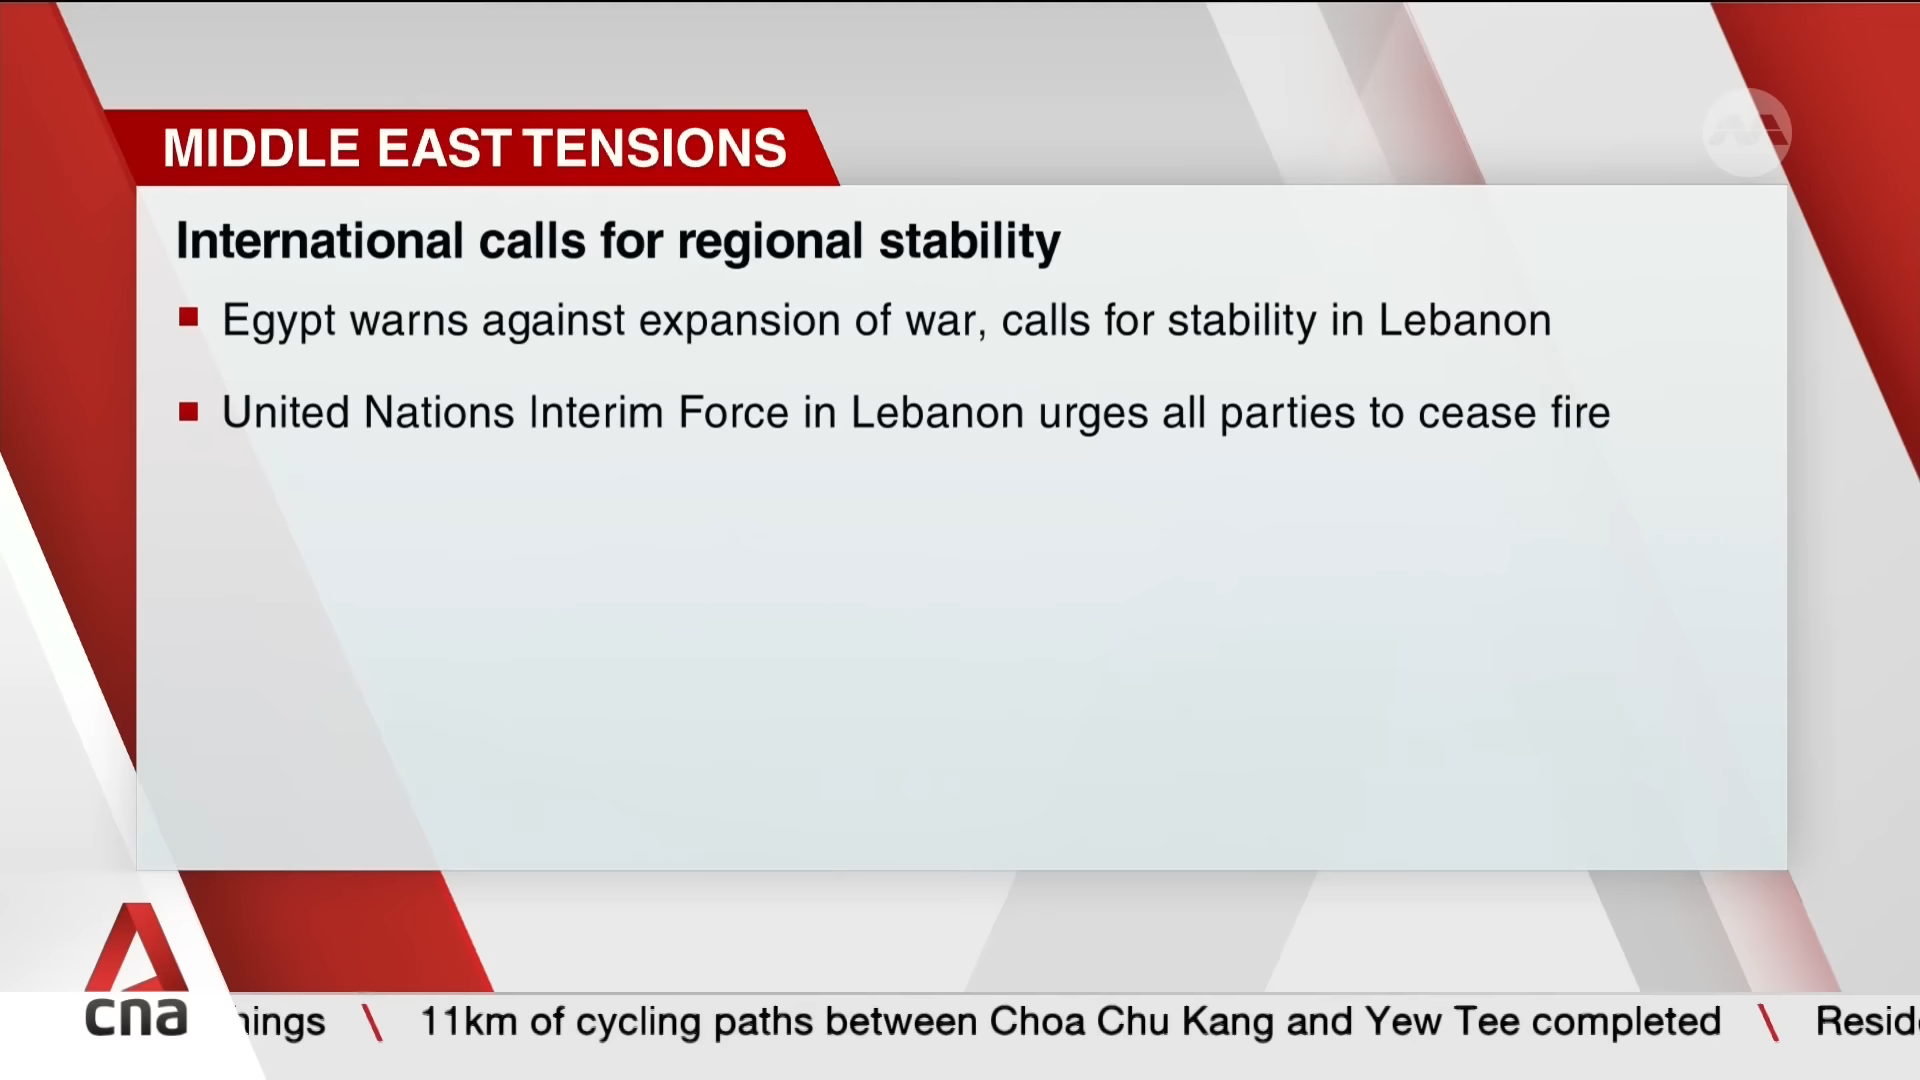 MIDDLE EAST TENSIONS
International calls for regional stability
Egypt warns against expansion of war, calls for stability in Lebanon
United Nations Interim Force in Lebanon urges all parties to cease fire
cna
11km of cycling paths between Choa Chu Kang and Yew Tee completed